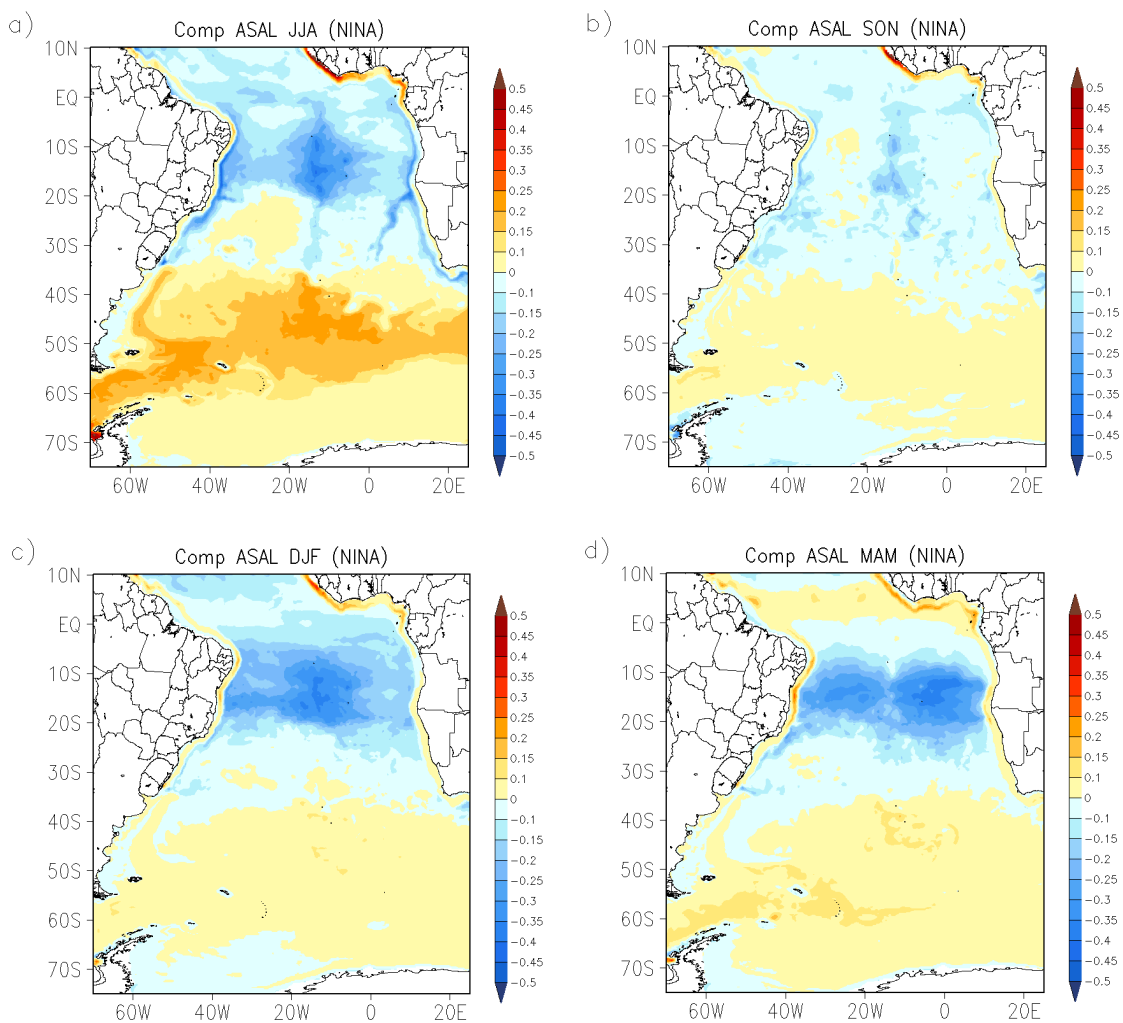 a)
Comp ASAL JJA (NINA)
10N
EQ
10S
20S
30S
40S
50S
60S
70S
60W 40W 20W 0 20E
0.5
0.45
0.4
0.35
0.3
0.25
0.2
0.15
0.1
0
-0.1
-0.15
-0.2
-0.25
-0.3
-0.35
-0.4
-0.45
-0.5
b)
Comp ASAL SON (NINA)
10N
EQ
10S
20S
30S
40S
50S
60S
70S
60W 40W 20W 0 20E
0.5
0.45
0.4
0.35
0.3
0.25
0.2
0.15
0.1
0
-0.1
-0.15
-0.2
-0.25
-0.3
-0.35
-0.4
-0.45
-0.5
c)
Comp ASAL DJF (NINA)
10N
EQ
10S
20S
30S
40S
50S
60S
70S
60W 40W 20W 0 20E
0.5
0.45
0.4
0.35
0.3
0.25
0.2
0.15
0.1
0
-0.1
-0.15
-0.2
-0.25
-0.3
-0.35
-0.4
-0.45
-0.5
d)
Comp ASAL MAM (NINA)
10N
EQ
10S
20S
30S
40S
50S
60S
70S
60W 40W 20W 0 20E
0.5
0.45
0.4
0.35
0.3
0.25
0.2
0.15
0.1
0
-0.1
-0.15
-0.2
-0.25
-0.3
-0.35
-0.4
-0.45
-0.5